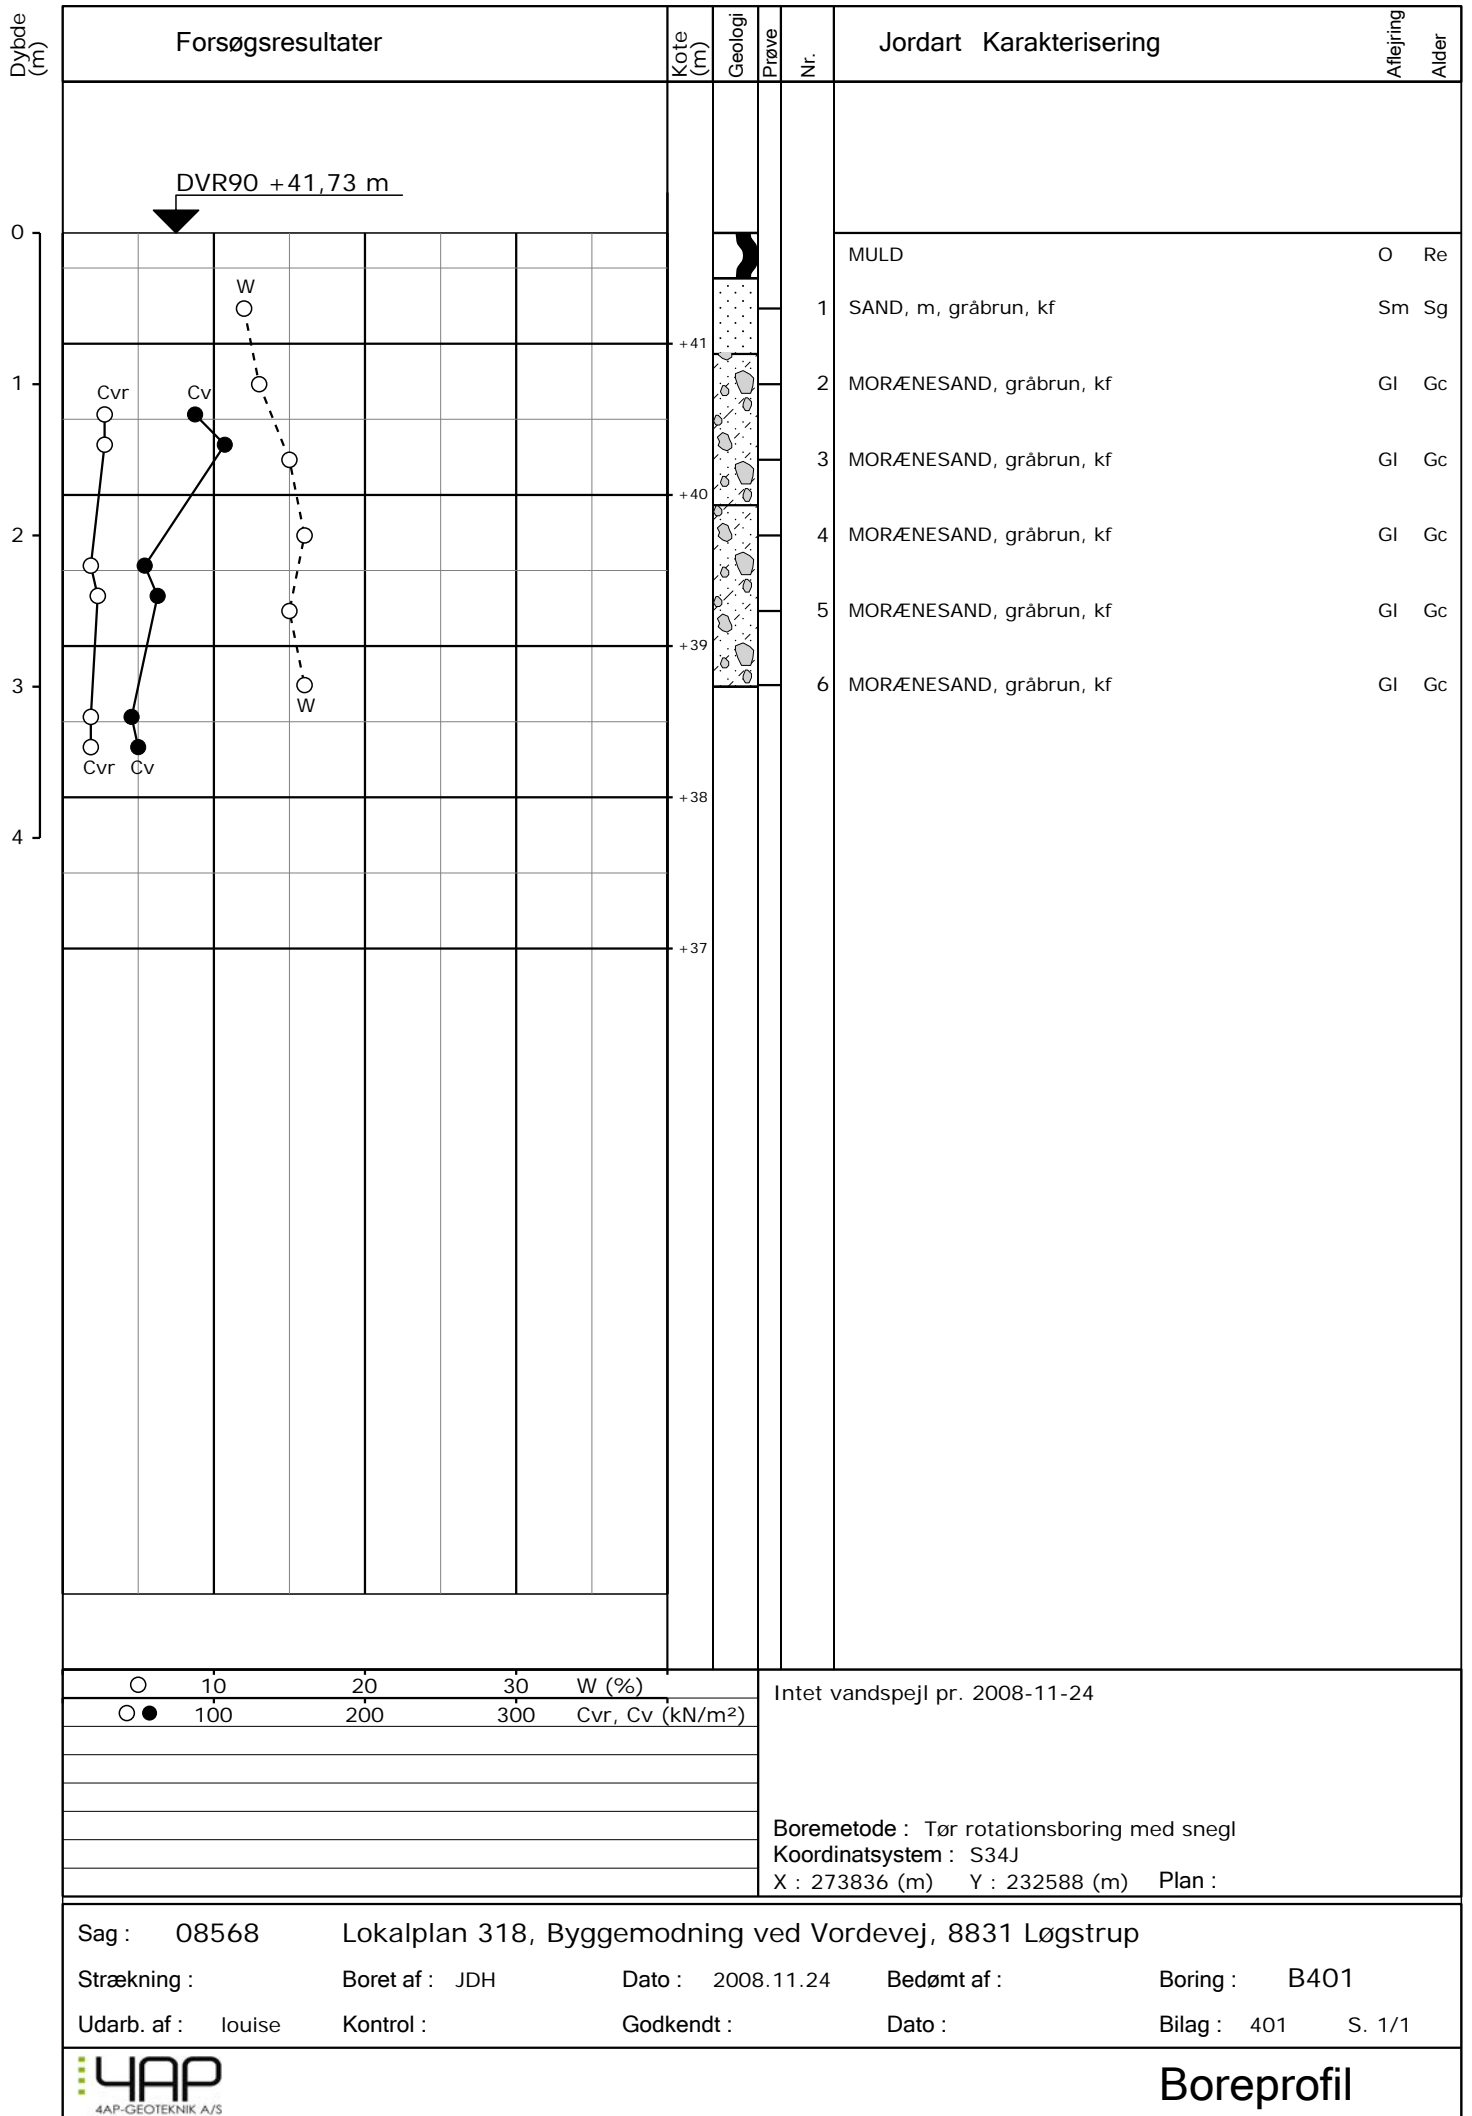 Dybde (m)
Forsøgsresultater
Kote (m)
Geologi
Prøve
Nr.
Jordart Karakterisering
Aflejring
Alder
DVR90 +41,73 m
0
MULD O Re
W
1 SAND, m, gråbrun, kf Sm Sg
+41
1
2 MORÆNESAND, gråbrun, kf Gl Gc
Cvr Cv
3 MORÆNESAND, gråbrun, kf Gl Gc
+40
2
4 MORÆNESAND, gråbrun, kf Gl Gc
5 MORÆNESAND, gråbrun, kf Gl Gc
+39
3
6 MORÆNESAND, gråbrun, kf Gl Gc
W
Cvr Cv
+38
4
+37
10 20 30 W (%)
100 200 300 Cvr, Cv (kN/m²)
Intet vandspejl pr. 2008-11-24
Boremetode : Tør rotationsboring med snegl
Koordinatsystem : S34J
X : 273836 (m) Y : 232588 (m) Plan :
Sag : 08568 Lokalplan 318, Byggemodning ved Vordevej, 8831 Løgstrup
Strækning : Boret af : JDH Dato : 2008.11.24 Bedømt af : Boring : B401
Udarb. af : louise Kontrol : Godkendt : Dato : Bilag : 401 S. 1/1
4AP
4AP-GEOTEKNIK A/S
Boreprofil